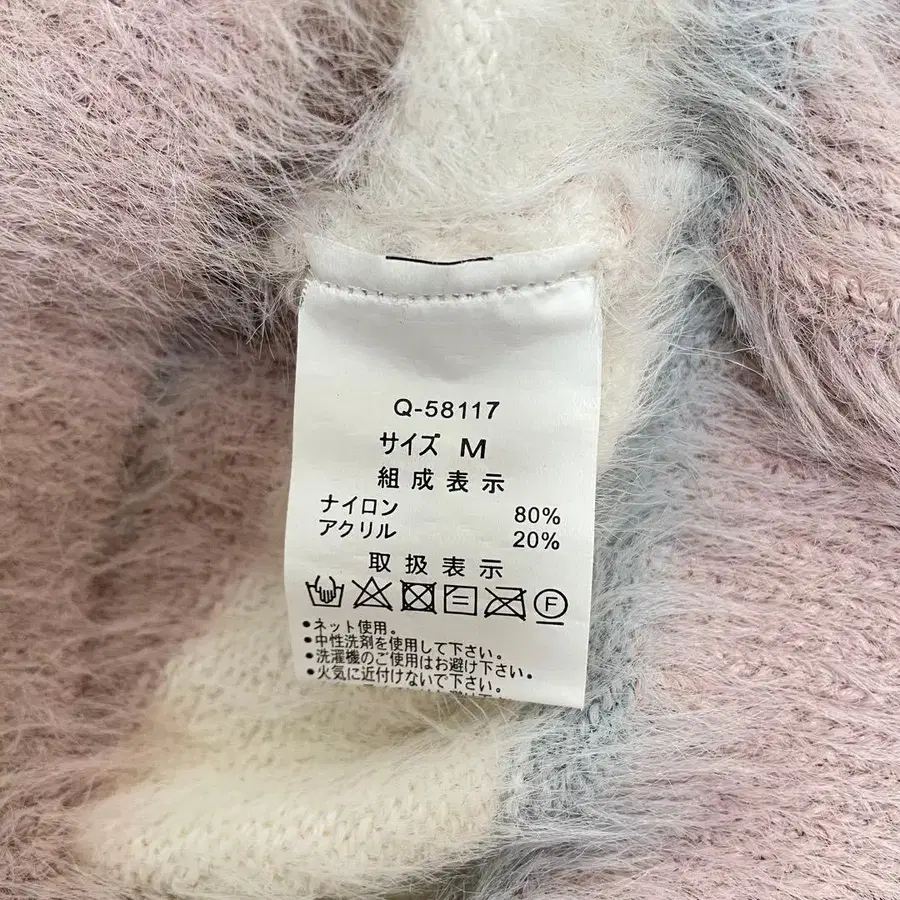 Q-58117
サイズ M
組成表示
ナイロン 80%
アクリル 20%
取扱表示
F
•ネット使用。
•中性洗剤を使用して下さい。
•洗濯機のご使用はお避け下さい。
•火気に近付けないで下さい。